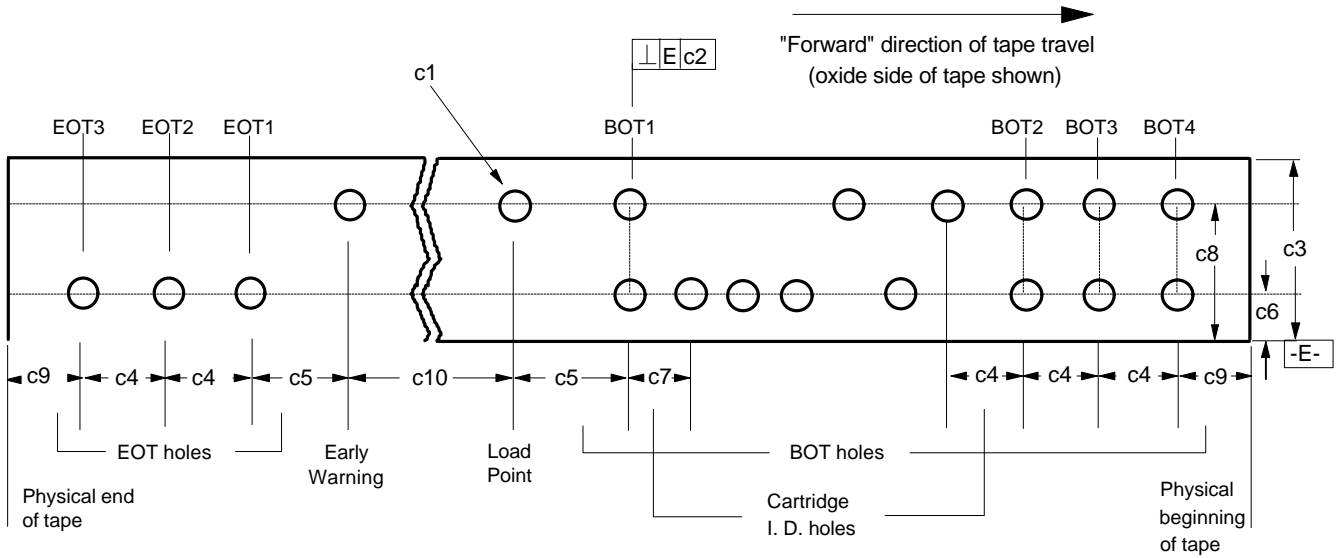 "Forward" direction of tape travel
(oxide side of tape shown)
⊥ E c2
c1
EOT3 EOT2 EOT1 BOT1 BOT2 BOT3 BOT4
c8 c3
c6
-E-
c9 c4 c4 c5 c10 c5 c7 c4 c4 c4 c9
EOT holes
Early
Warning
Load
Point
BOT holes
Physical end
of tape
Cartridge
I. D. holes
Physical
beginning
of tape